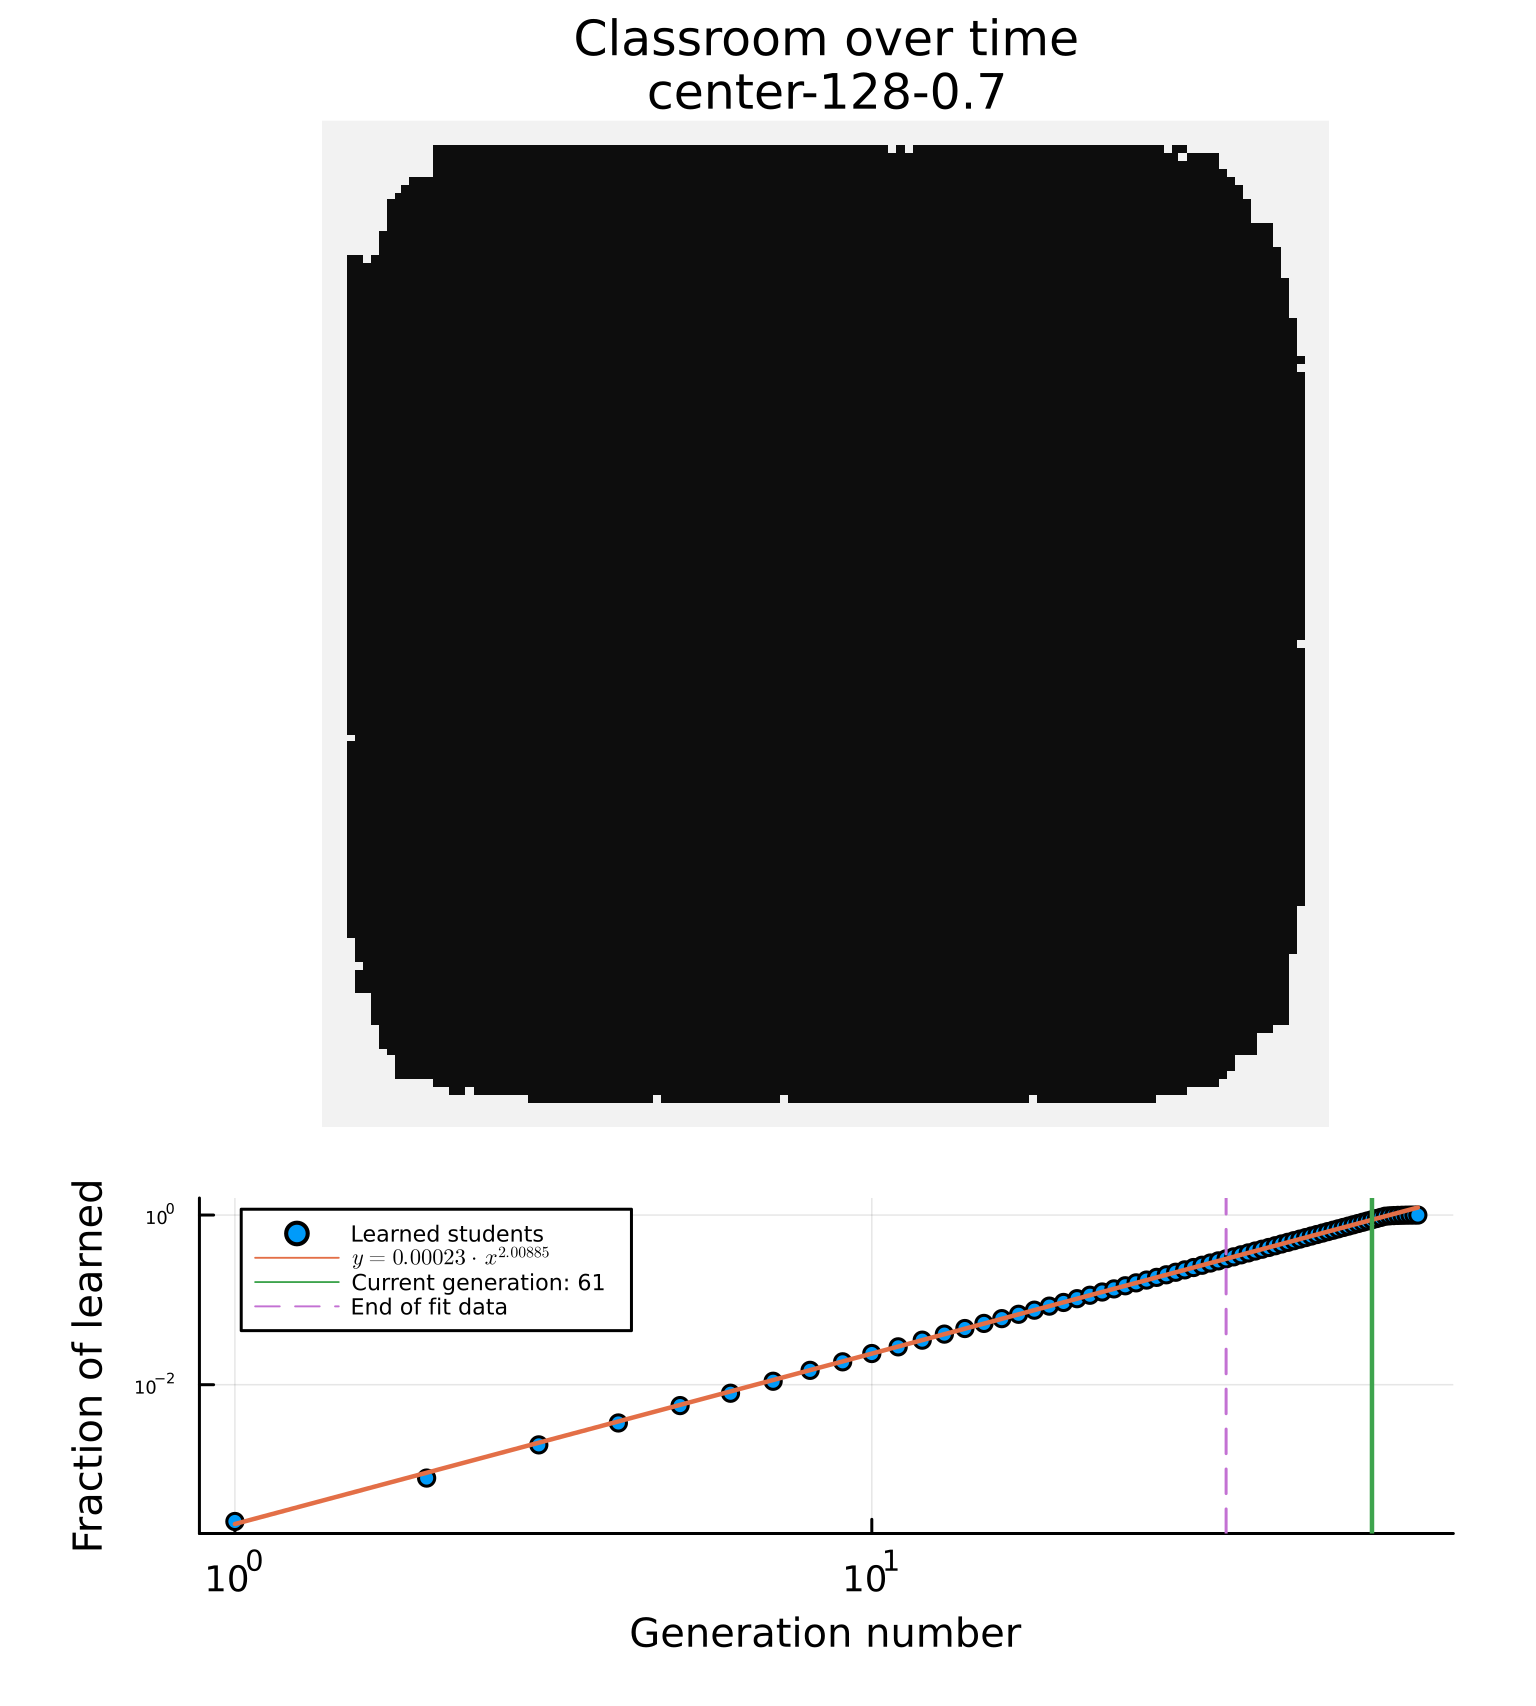 Classroom over time
center-128-0.7
Fraction of learned
10^0
10^-2
Learned students
y = 0.00023 · x^2.00885
Current generation: 61
End of fit data
10^0
10^1
Generation number